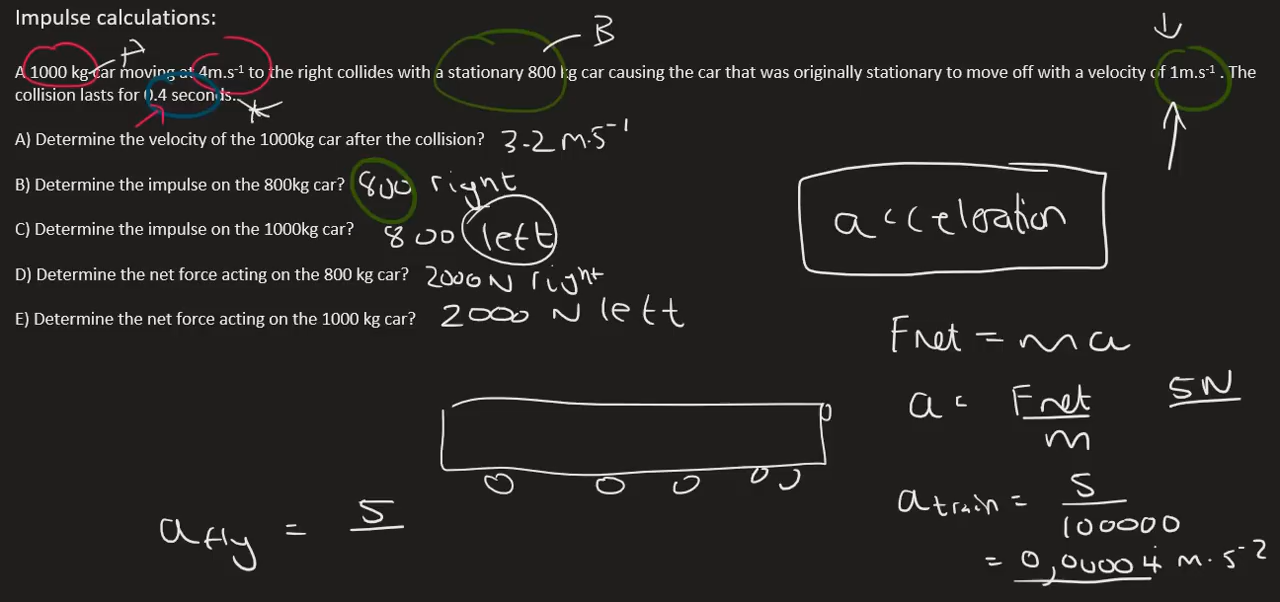 Impulse calculations:
A
B
A 1000 kg car moving at 4m.s⁻¹ to the right collides with a stationary 800 kg car causing the car that was originally stationary to move off with a velocity of 1m.s⁻¹ . The
collision lasts for 0.4 seconds.
A) Determine the velocity of the 1000kg car after the collision? 3.2 m.s⁻¹
B) Determine the impulse on the 800kg car? 800 right
C) Determine the impulse on the 1000kg car? 800 left
acceleration
D) Determine the net force acting on the 800 kg car? 2000 N right
E) Determine the net force acting on the 1000 kg car? 2000 N left
Fnet = ma
a = Fnet / m
5N
a train = 5 / 100000
= 0,00004 m.s⁻²
a fly = 5